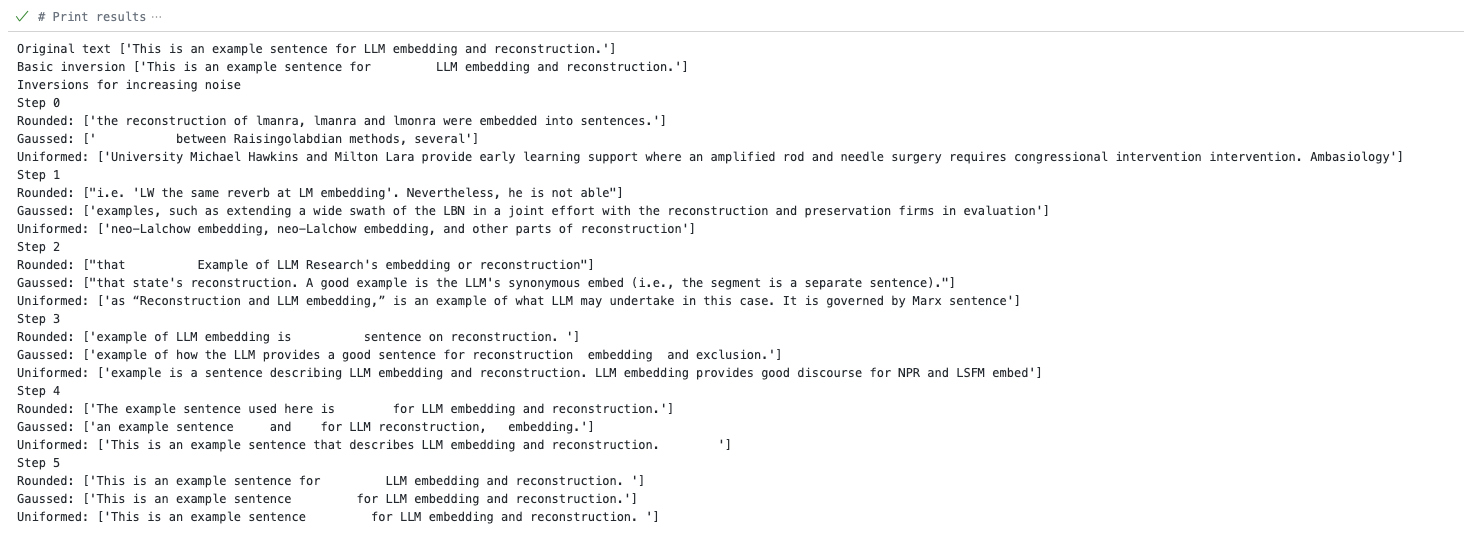 # Print results ...
Original text ['This is an example sentence for LLM embedding and reconstruction.']
Basic inversion ['This is an example sentence for         LLM embedding and reconstruction.']
Inversions for increasing noise
Step 0
Rounded: ['the reconstruction of lmanra, lmanra and lmonra were embedded into sentences.']
Gaussed: ['           between Raisingolabdian methods, several']
Uniformed: ['University Michael Hawkins and Milton Lara provide early learning support where an amplified rod and needle surgery requires congressional intervention intervention. Ambasiology']
Step 1
Rounded: ["i.e. 'LW the same reverb at LM embedding'. Nevertheless, he is not able"]
Gaussed: ['examples, such as extending a wide swath of the LBN in a joint effort with the reconstruction and preservation firms in evaluation']
Uniformed: ['neo-Lalchow embedding, neo-Lalchow embedding, and other parts of reconstruction']
Step 2
Rounded: ["that          Example of LLM Research's embedding or reconstruction"]
Gaussed: ["that state's reconstruction. A good example is the LLM's synonymous embed (i.e., the segment is a separate sentence)."]
Uniformed: ['as “Reconstruction and LLM embedding,” is an example of what LLM may undertake in this case. It is governed by Marx sentence']
Step 3
Rounded: ['example of LLM embedding is          sentence on reconstruction. ']
Gaussed: ['example of how the LLM provides a good sentence for reconstruction  embedding  and exclusion.']
Uniformed: ['example is a sentence describing LLM embedding and reconstruction. LLM embedding provides good discourse for NPR and LSFM embed']
Step 4
Rounded: ['The example sentence used here is        for LLM embedding and reconstruction.']
Gaussed: ['an example sentence     and    for LLM reconstruction,   embedding.']
Uniformed: ['This is an example sentence that describes LLM embedding and reconstruction.        ']
Step 5
Rounded: ['This is an example sentence for         LLM embedding and reconstruction. ']
Gaussed: ['This is an example sentence         for LLM embedding and reconstruction.']
Uniformed: ['This is an example sentence         for LLM embedding and reconstruction. ']